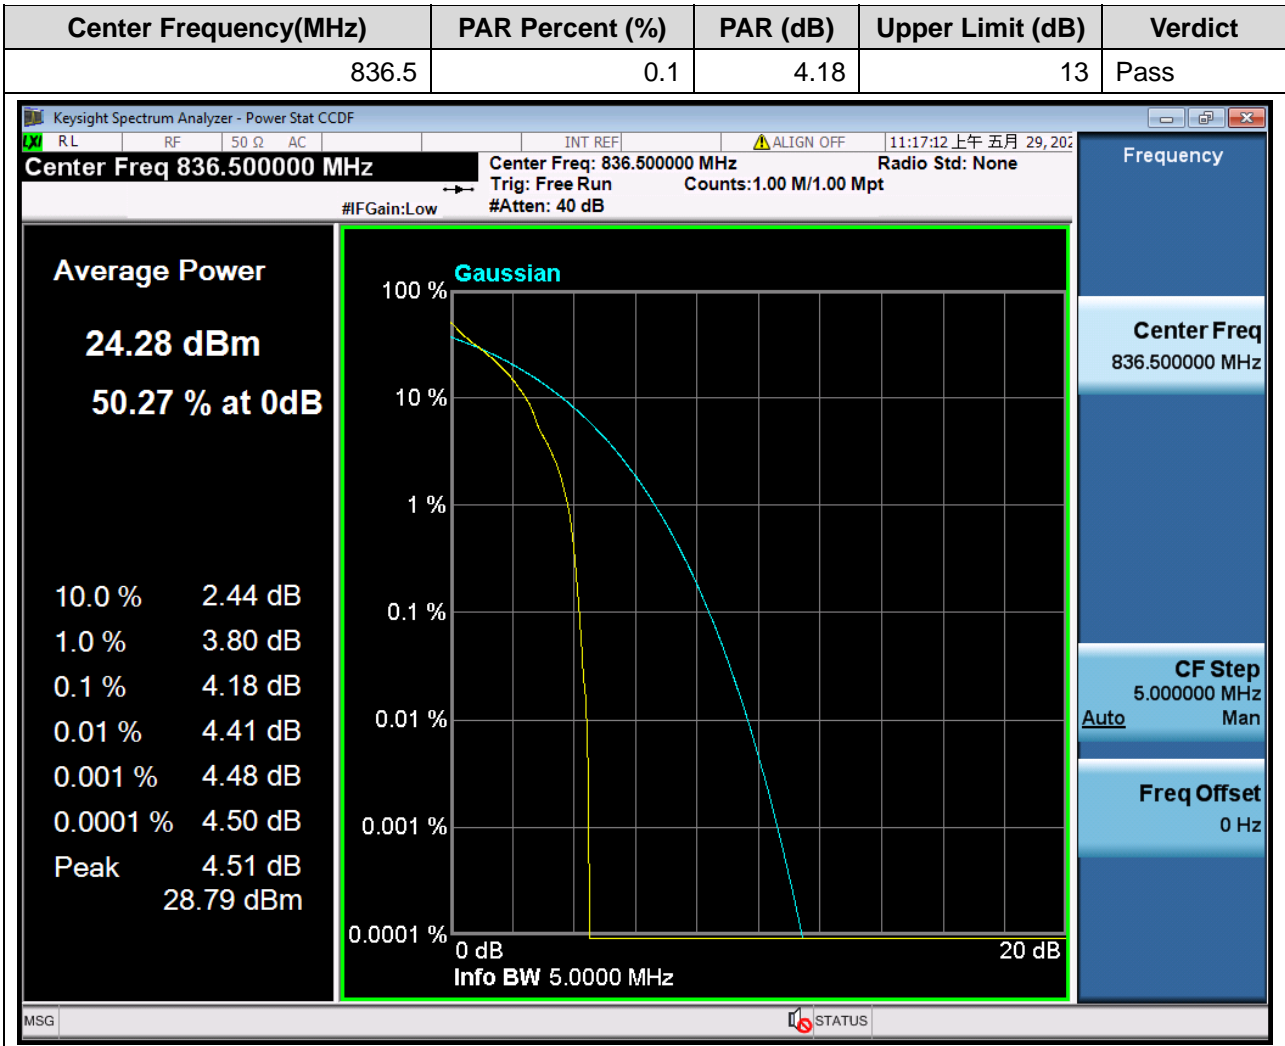 Center Frequency(MHz) PAR Percent (%) PAR (dB) Upper Limit (dB) Verdict
836.5 0.1 4.18 13 Pass
Keysight Spectrum Analyzer - Power Stat CCDF
LXI RL RF 50 Ω AC INT REF ALIGN OFF 11:17:12 上午 五月 29, 202
Center Freq 836.500000 MHz
Center Freq: 836.500000 MHz Radio Std: None
Trig: Free Run Counts:1.00 M/1.00 Mpt
#IFGain:Low #Atten: 40 dB
Frequency
Average Power
24.28 dBm
50.27 % at 0dB
10.0 % 2.44 dB
1.0 % 3.80 dB
0.1 % 4.18 dB
0.01 % 4.41 dB
0.001 % 4.48 dB
0.0001 % 4.50 dB
Peak 4.51 dB
28.79 dBm
Gaussian
100 %
10 %
1 %
0.1 %
0.01 %
0.001 %
0.0001 %
0 dB 20 dB
Info BW 5.0000 MHz
Center Freq
836.500000 MHz
CF Step
5.000000 MHz
Auto Man
Freq Offset
0 Hz
MSG STATUS